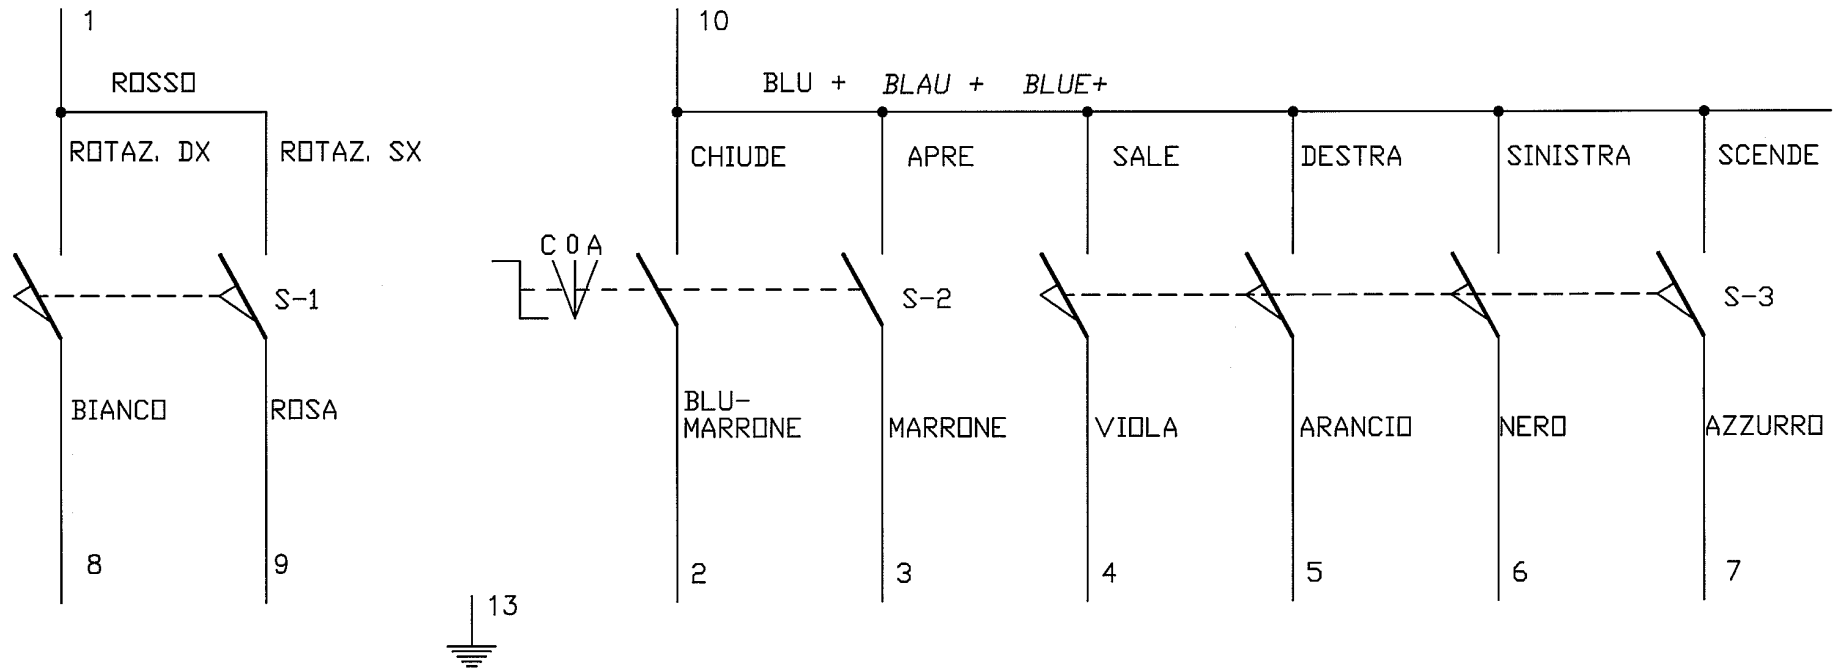 1
10
ROSSO
BLU + BLAU + BLUE+
ROTAZ. DX
ROTAZ. SX
CHIUDE
APRE
SALE
DESTRA
SINISTRA
SCENDE
C 0 A
S-1
S-2
S-3
BIANCO
ROSA
BLU-
MARRONE
MARRONE
VIOLA
ARANCIO
NERO
AZZURRO
8
9
2
3
4
5
6
7
13